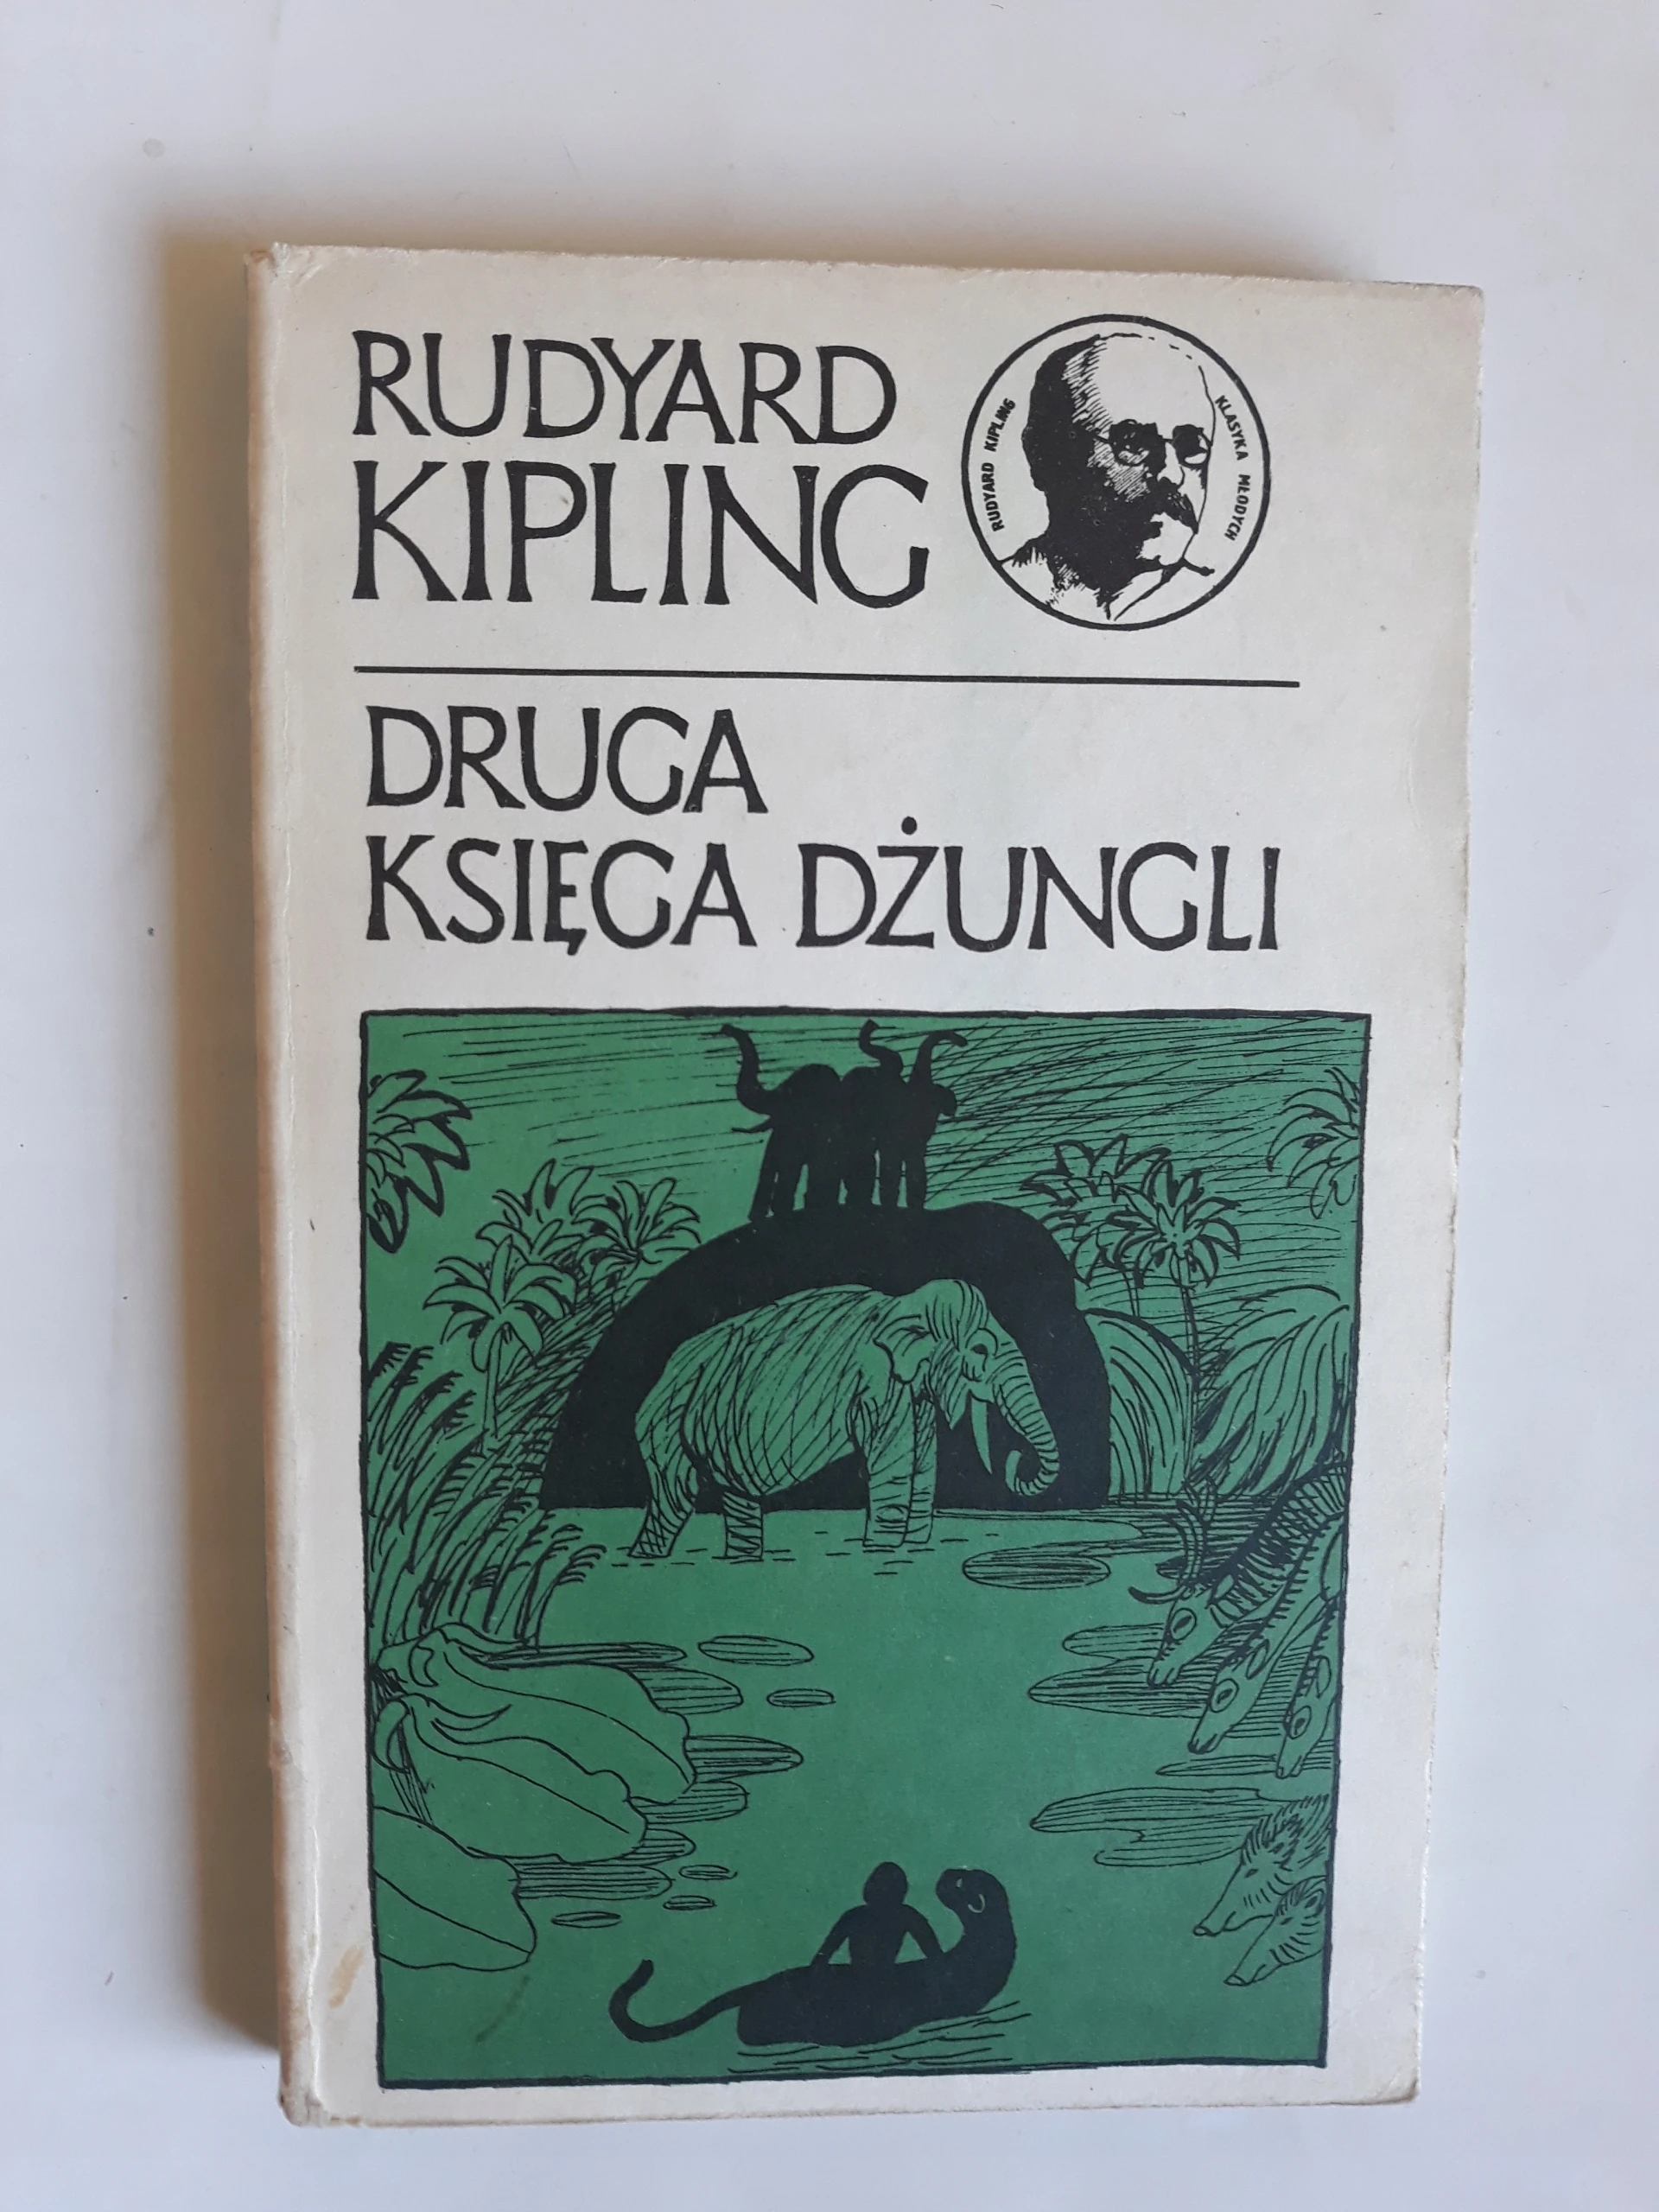 RUDYARD
KIPLING
RUDYARD KIPLING
KLASYKA MŁODYCH
DRUGA
KSIĘGA DŻUNGLI